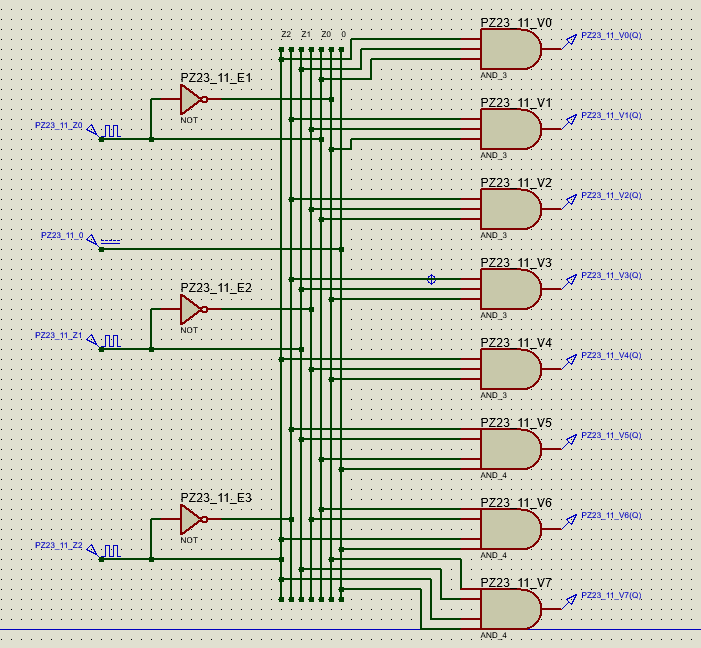 Z2 Z1 Z0 0
PZ23_11_V0
PZ23_11_V0(Q)
AND_3
PZ23_11_E1
NOT
PZ23_11_Z0
PZ23_11_V1
PZ23_11_V1(Q)
AND_3
PZ23_11_V2
PZ23_11_V2(Q)
AND_3
PZ23_11_0
PZ23_11_V3
PZ23_11_V3(Q)
AND_3
PZ23_11_E2
NOT
PZ23_11_Z1
PZ23_11_V4
PZ23_11_V4(Q)
AND_3
PZ23_11_V5
PZ23_11_V5(Q)
AND_4
PZ23_11_E3
NOT
PZ23_11_Z2
PZ23_11_V6
PZ23_11_V6(Q)
AND_4
PZ23_11_V7
PZ23_11_V7(Q)
AND_4